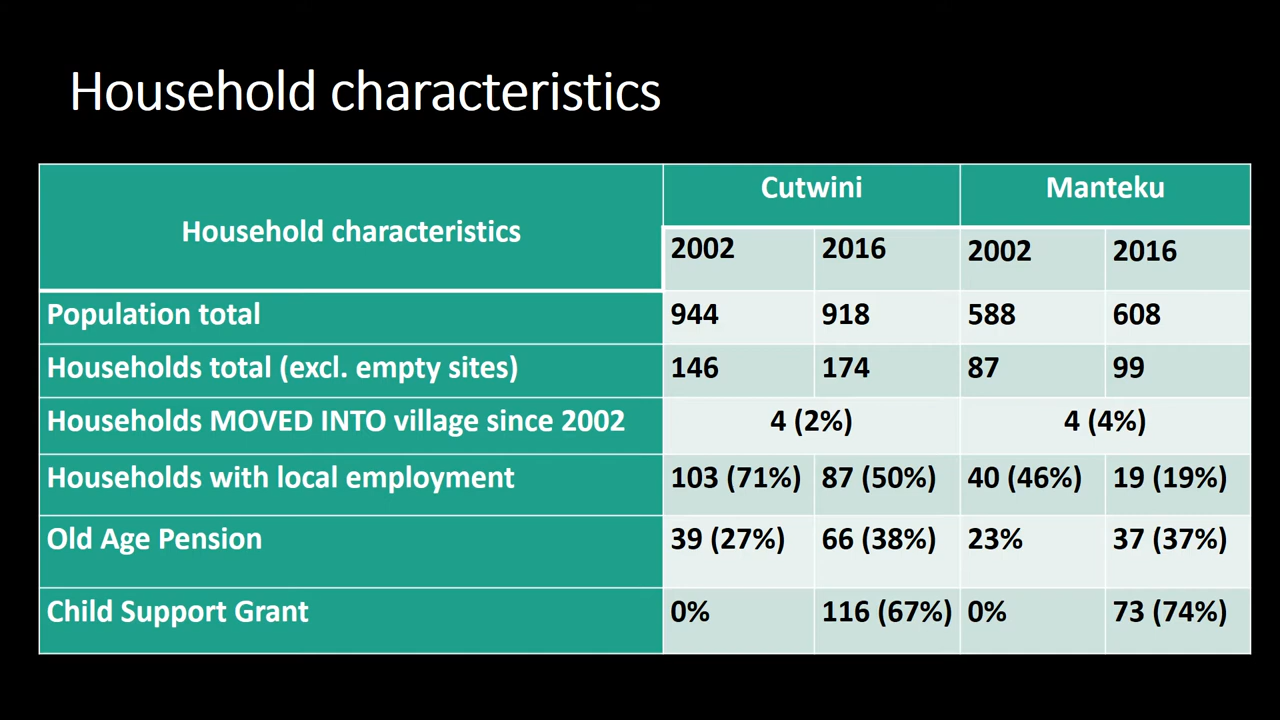 Household characteristics
Household characteristics Cutwini Manteku
2002 2016 2002 2016
Population total 944 918 588 608
Households total (excl. empty sites) 146 174 87 99
Households MOVED INTO village since 2002 4 (2%) 4 (4%)
Households with local employment 103 (71%) 87 (50%) 40 (46%) 19 (19%)
Old Age Pension 39 (27%) 66 (38%) 23% 37 (37%)
Child Support Grant 0% 116 (67%) 0% 73 (74%)